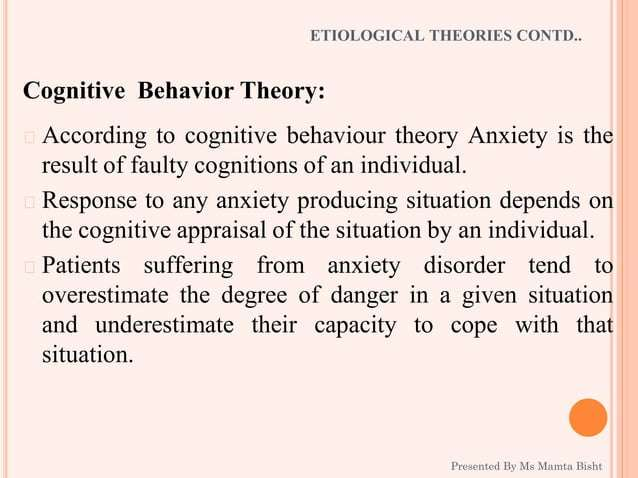 ETIOLOGICAL THEORIES CONTD..
Cognitive Behavior Theory:
According to cognitive behaviour theory Anxiety is the
result of faulty cognitions of an individual.
Response to any anxiety producing situation depends on
the cognitive appraisal of the situation by an individual.
Patients suffering from anxiety disorder tend to
overestimate the degree of danger in a given situation
and underestimate their capacity to cope with that
situation.
Presented By Ms Mamta Bisht